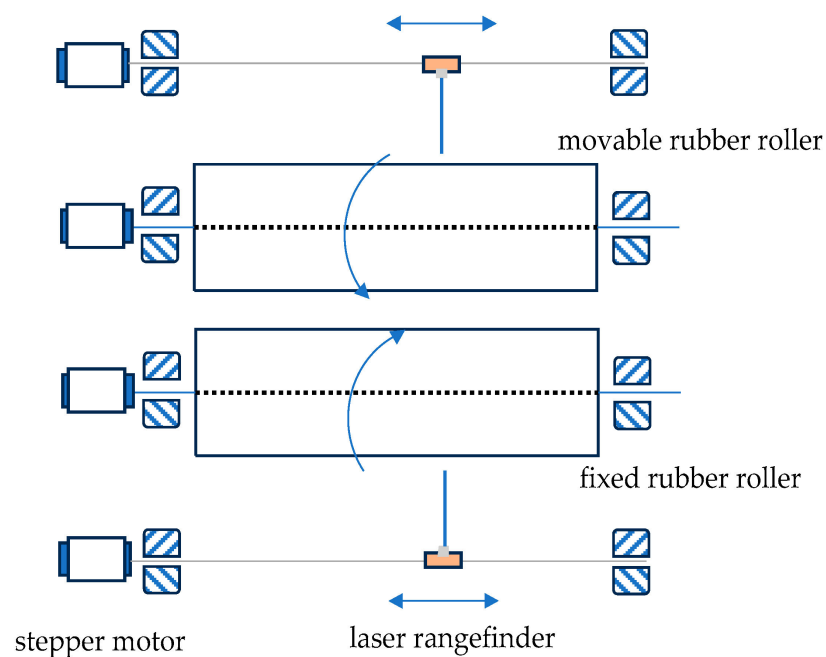 movable rubber roller
fixed rubber roller
stepper motor
laser rangefinder